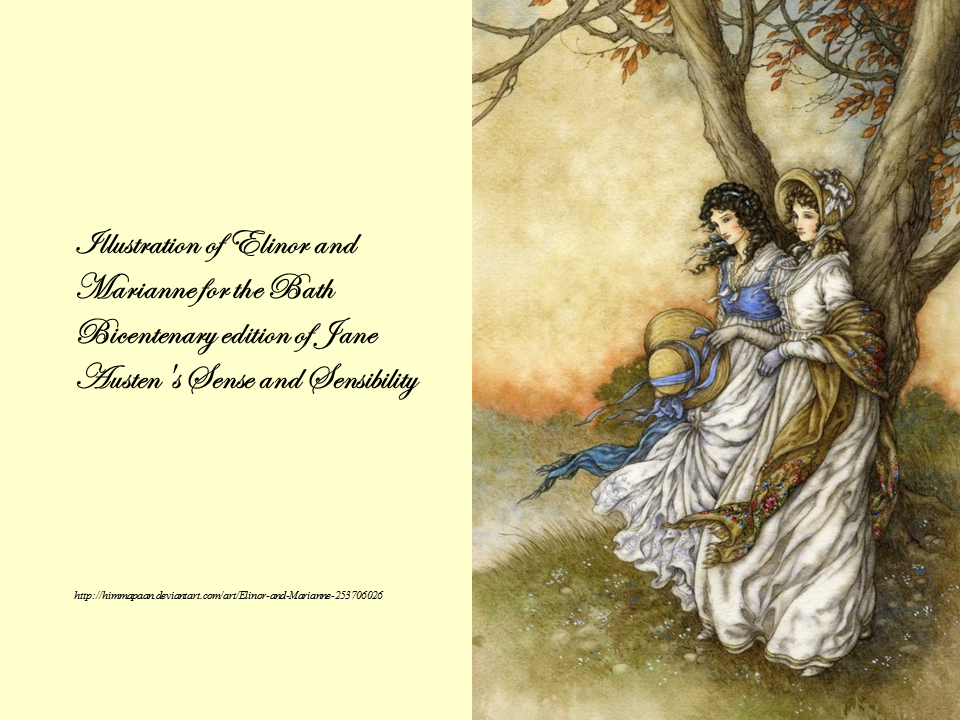 Illustration of Elinor and
Marianne for the Bath
Bicentenary edition of Jane
Austen 's Sense and Sensibility
http://himmapaan.deviantart.com/art/Elinor-and-Marianne-253706026